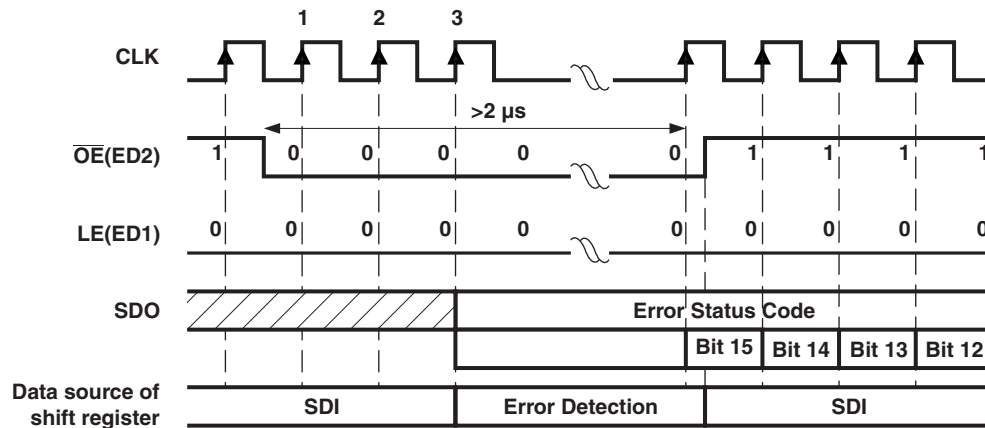 1 2 3
CLK
>2 µs
OE(ED2) 1 0 0 0 0 0 1 1 1 1
LE(ED1) 0 0 0 0 0 0 0 0 0 0
SDO Error Status Code
Bit 15 Bit 14 Bit 13 Bit 12
Data source of
shift register
SDI Error Detection SDI